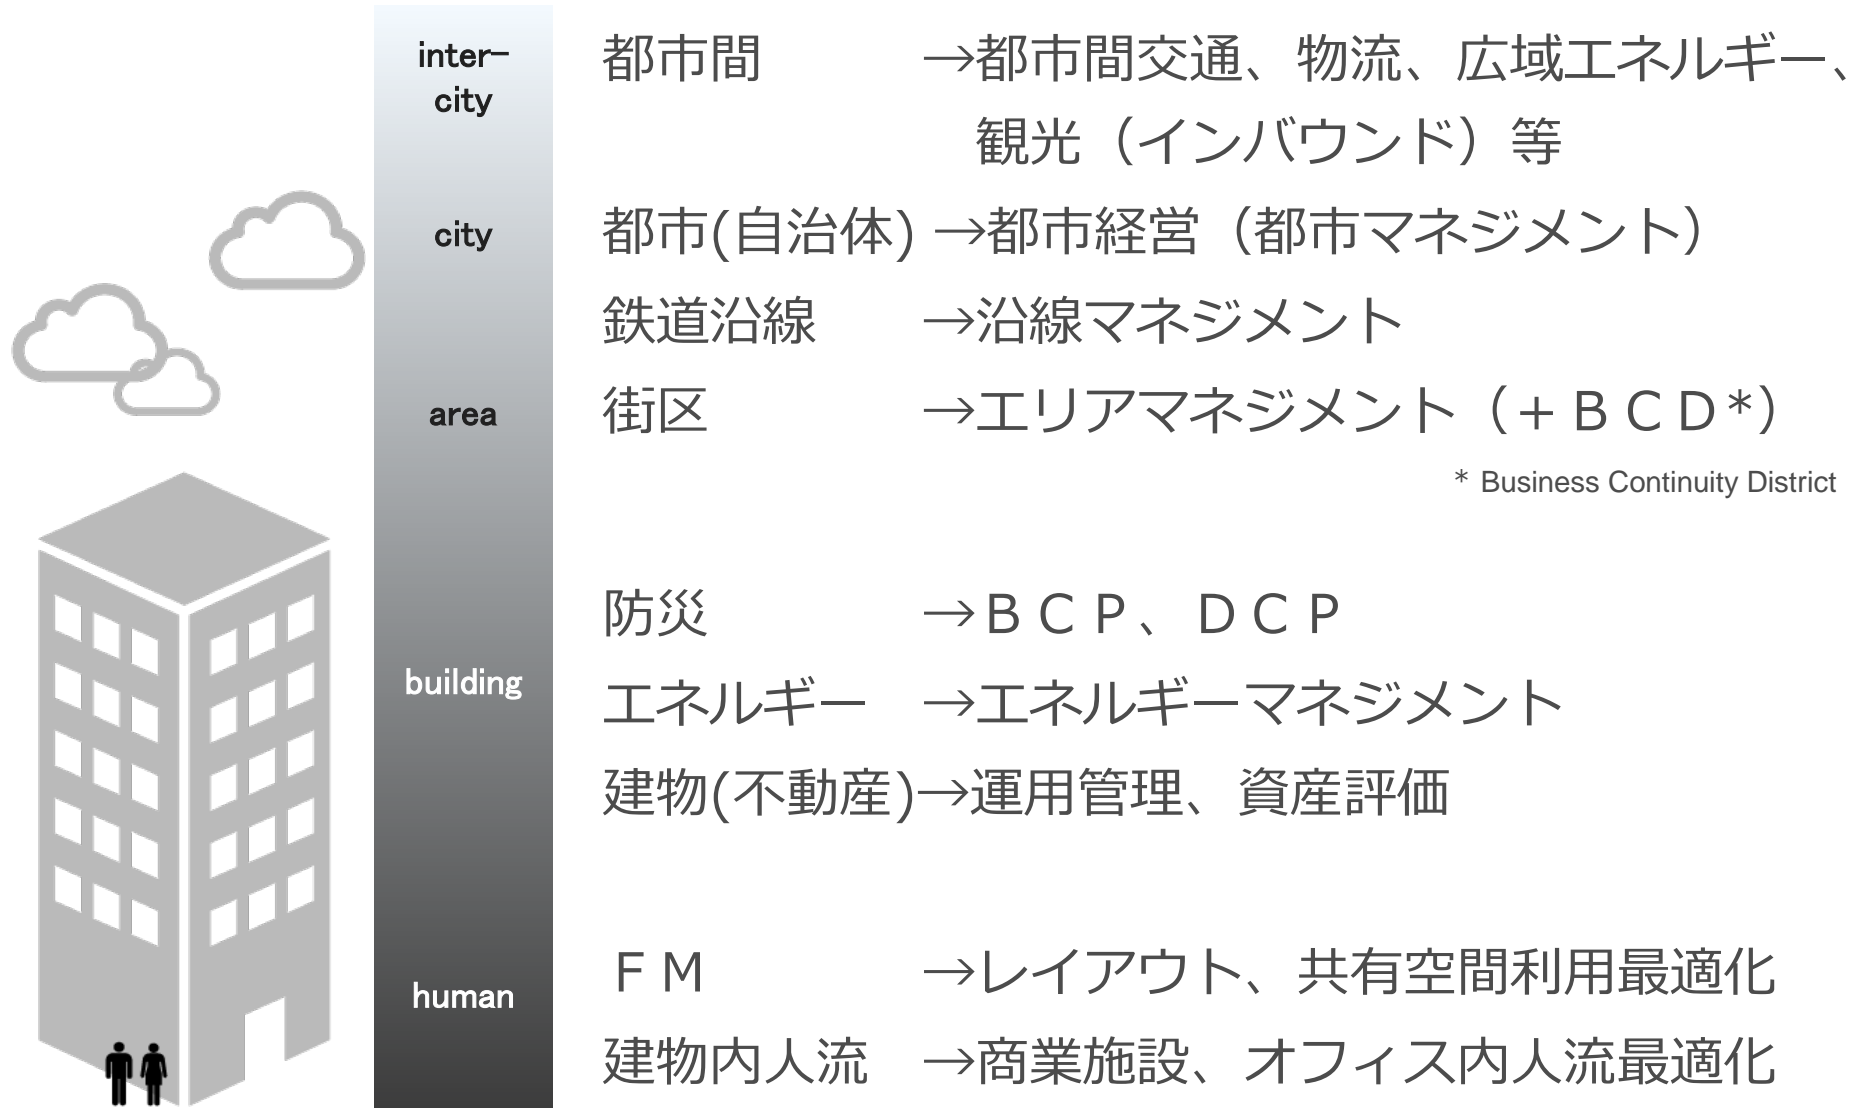 inter-
city
都市間 →都市間交通、物流、広域エネルギー、
観光（インバウンド）等
city
都市(自治体) →都市経営（都市マネジメント）
鉄道沿線 →沿線マネジメント
area
街区 →エリアマネジメント（＋ＢＣＤ*）
* Business Continuity District
防災 →ＢＣＰ、ＤＣＰ
building
エネルギー →エネルギーマネジメント
建物(不動産)→運用管理、資産評価
human
ＦＭ →レイアウト、共有空間利用最適化
建物内人流 →商業施設、オフィス内人流最適化